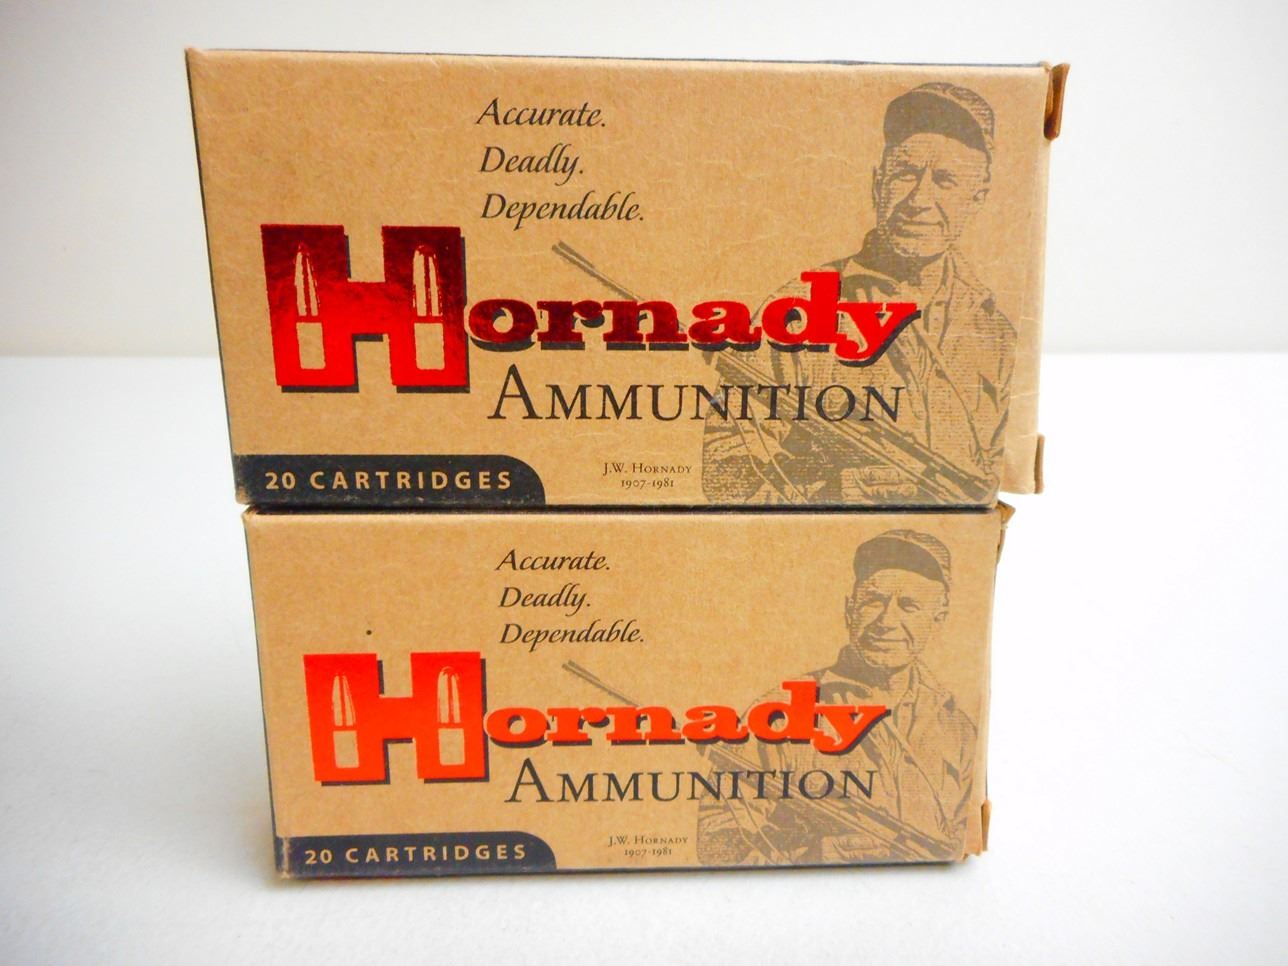 Accurate.
Deadly.
Dependable.
Hornady
AMMUNITION
20 CARTRIDGES
J.W. HORNADY
1907-1981
Accurate.
Deadly.
Dependable.
Hornady
AMMUNITION
20 CARTRIDGES
J.W. HORNADY
1907-1981